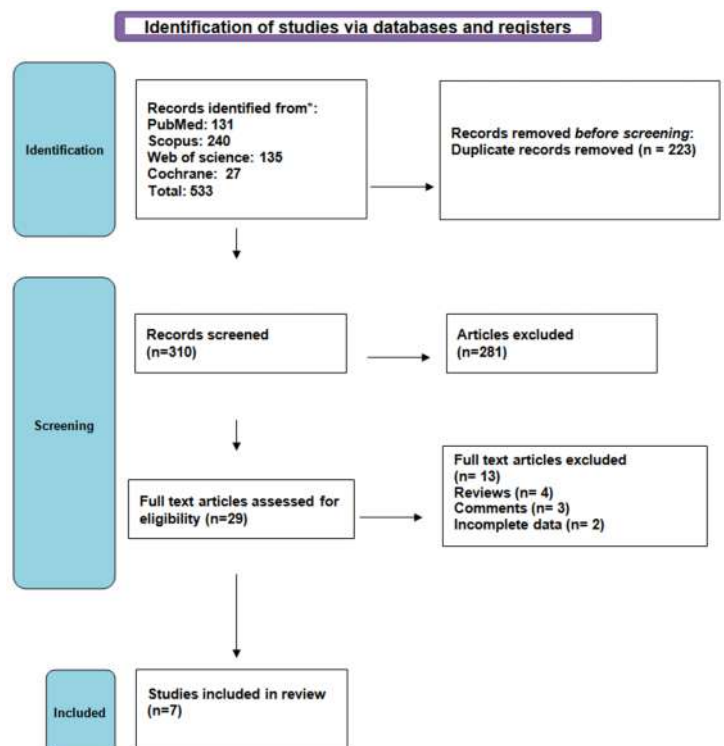 Identification of studies via databases and registers
Identification
Records identified from*:
PubMed: 131
Scopus: 240
Web of science: 135
Cochrane: 27
Total: 533
Records removed before screening:
Duplicate records removed (n = 223)
Screening
Records screened
(n=310)
Articles excluded
(n=281)
Full text articles assessed for
eligibility (n=29)
Full text articles excluded
(n= 13)
Reviews (n= 4)
Comments (n= 3)
Incomplete data (n= 2)
Included
Studies included in review
(n=7)